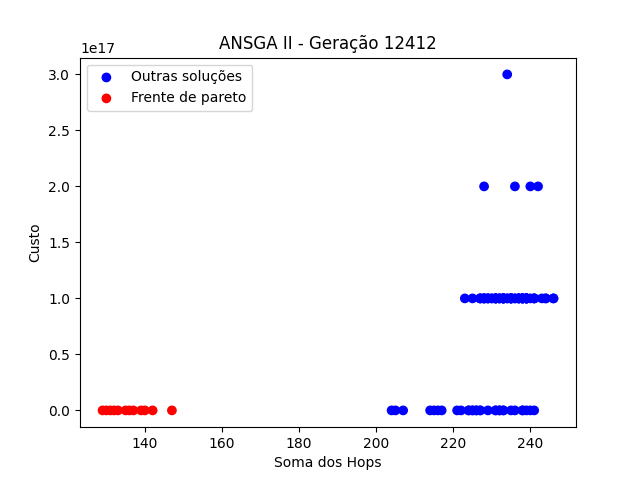 ANSGA II - Geração 12412
1e17
Outras soluções
Frente de pareto
3.0
2.5
2.0
1.5
1.0
0.5
0.0
Custo
140 160 180 200 220 240
Soma dos Hops